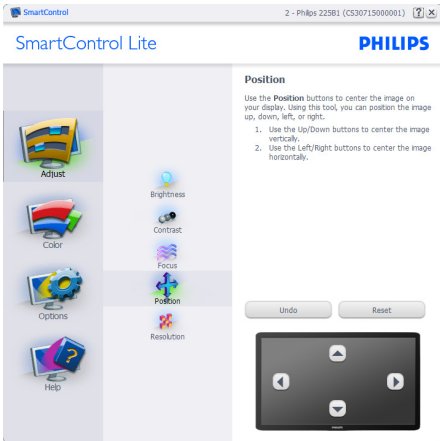 SmartControl
2 - Philips 225B1 (CS30715000001)
?
SmartControl Lite
PHILIPS
Adjust
Color
Options
Help
Brightness
Contrast
Focus
Position
Resolution
Position
Use the Position buttons to center the image on
your display. Using this tool, you can position the image
up, down, left, or right.
1. Use the Up/Down buttons to center the image
vertically.
2. Use the Left/Right buttons to center the image
horizontally.
Undo
Reset